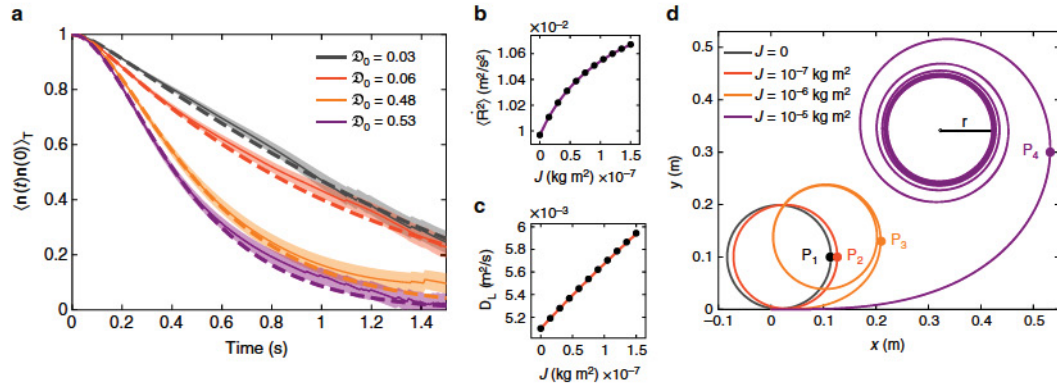 a
⟨n(t)n(0)⟩_T
1
0.8
0.6
0.4
0.2
0
0 0.2 0.4 0.6 0.8 1 1.2 1.4
Time (s)
𝔇₀ = 0.03
𝔇₀ = 0.06
𝔇₀ = 0.48
𝔇₀ = 0.53
b
×10⁻²
⟨Ṙ²⟩ (m²/s²)
1.06
1.04
1.02
1
0 0.5 1 1.5
J (kg m²) ×10⁻⁷
c
×10⁻³
D_L (m²/s)
6
5.8
5.6
5.4
5.2
0 0.5 1 1.5
J (kg m²) ×10⁻⁷
d
y (m)
0.5
0.4
0.3
0.2
0.1
0
–0.1 0 0.1 0.2 0.3 0.4 0.5
x (m)
J = 0
J = 10⁻⁷ kg m²
J = 10⁻⁶ kg m²
J = 10⁻⁵ kg m²
r
P₄
P₃
P₁
P₂